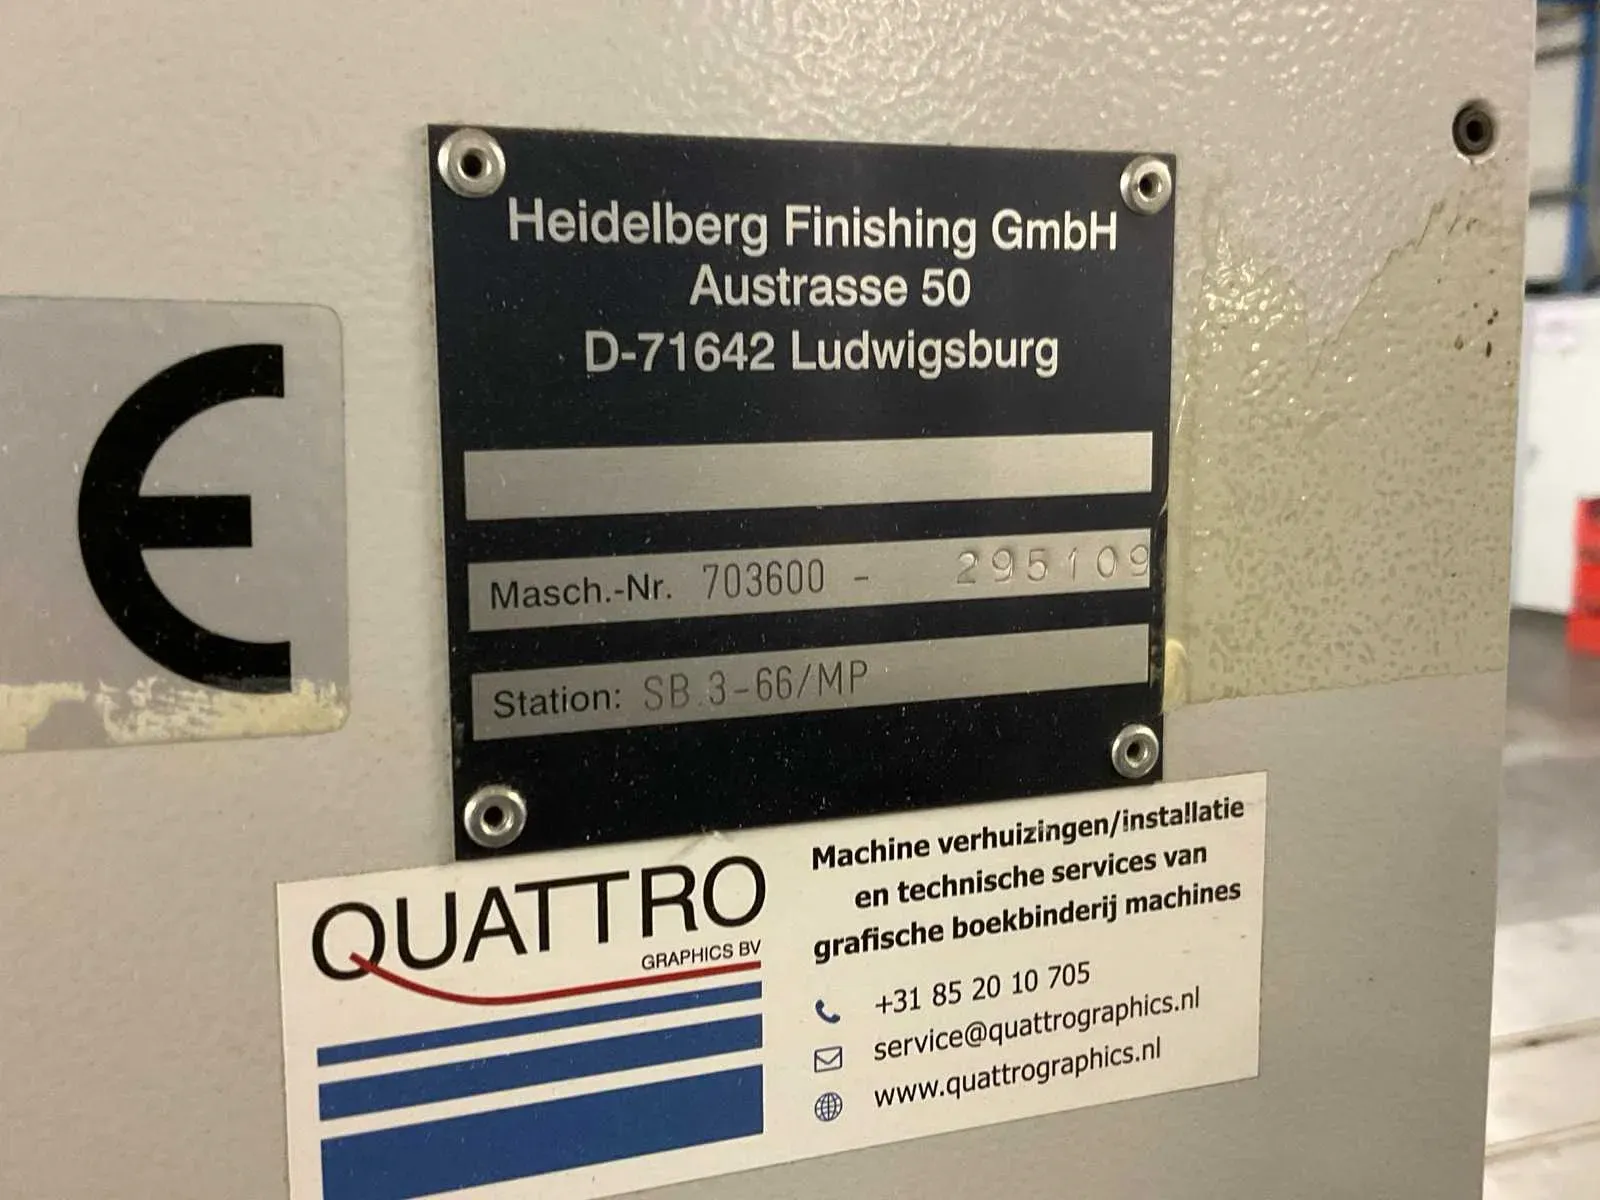 Heidelberg Finishing GmbH
Austrasse 50
D-71642 Ludwigsburg
Masch.-Nr. 703600 - 295109
Station: SB.3-66/MP
CE
QUATTRO
GRAPHICS BV
Machine verhuizingen/installatie
en technische services van
grafische boekbinderij machines
+31 85 20 10 705
service@quattrographics.nl
www.quattrographics.nl